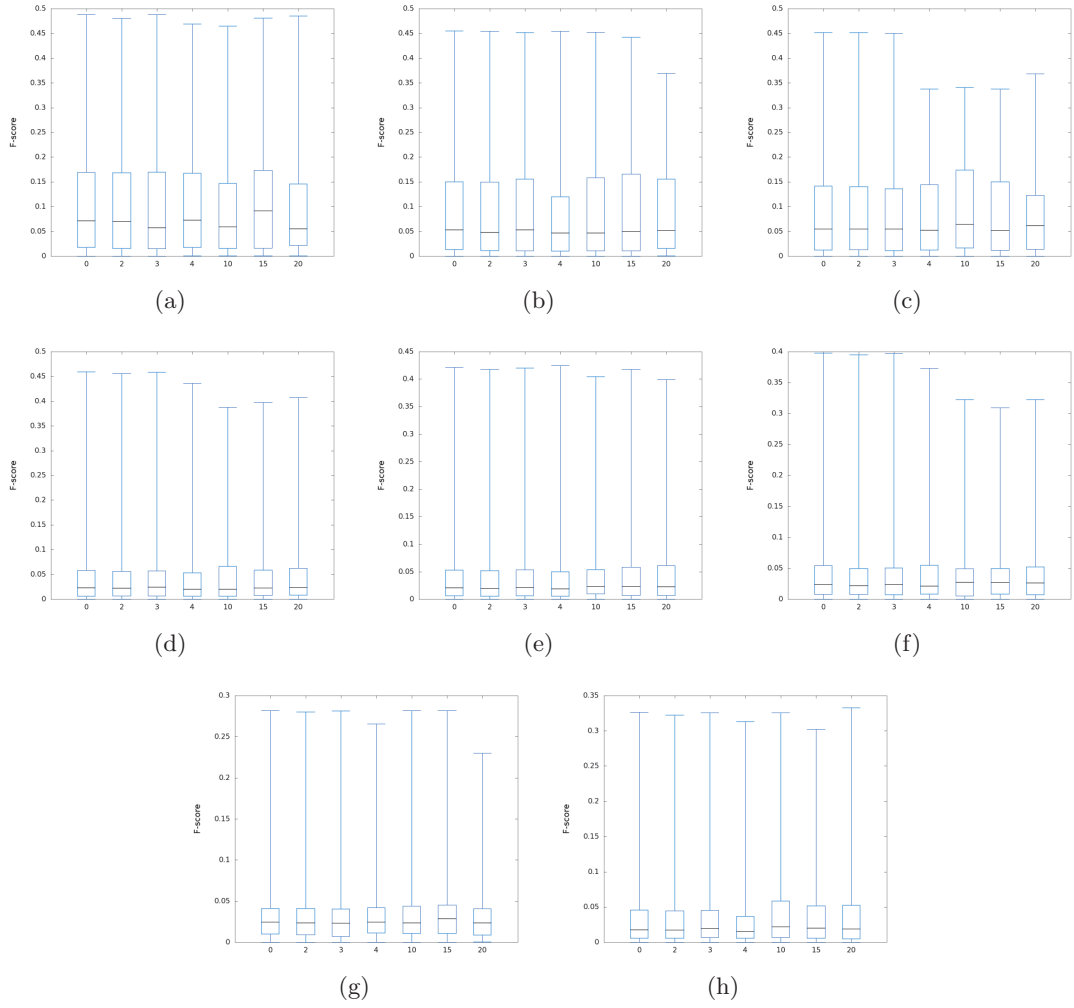 0.5 0.5 0.5
0.45 0.45 0.45
0.4 0.4 0.4
0.35 0.35 0.35
0.3 0.3 0.3
F-score 0.25 F-score 0.25 F-score 0.25
0.2 0.2 0.2
0.15 0.15 0.15
0.1 0.1 0.1
0.05 0.05 0.05
0 0 0
0 2 3 4 10 15 20 0 2 3 4 10 15 20 0 2 3 4 10 15 20
(a) (b) (c)
0.5 0.45 0.4
0.45 0.4 0.35
0.4 0.35 0.3
0.35 0.3 0.25
0.3 0.25 0.2
F-score 0.25 F-score 0.2 F-score 0.15
0.2 0.15 0.1
0.15 0.1 0.05
0.1 0.05 0
0.05 0
0
0 2 3 4 10 15 20 0 2 3 4 10 15 20 0 2 3 4 10 15 20
(d) (e) (f)
0.3 0.35
0.25 0.3
0.2 0.25
F-score 0.15 F-score 0.2
0.1 0.15
0.05 0.1
0 0.05
0
0 2 3 4 10 15 20 0 2 3 4 10 15 20
(g) (h)